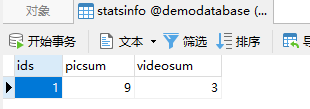 对象
statsinfo @demodatabase (...
开始事务 文本 筛选 排序
ids picsum videosum
1 9 3